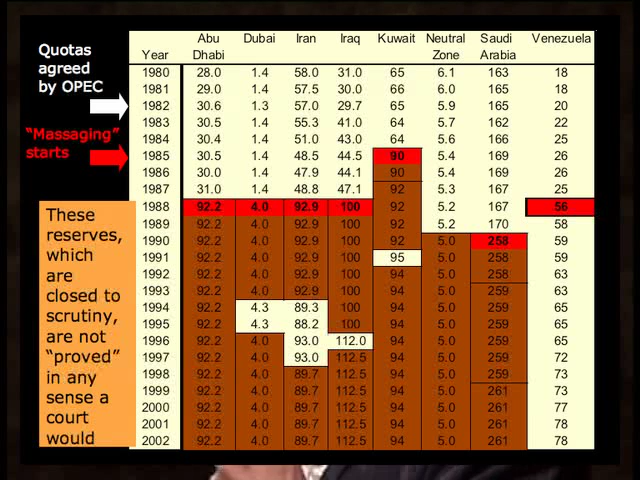 Quotas
agreed
by OPEC
“Massaging”
starts
These
reserves,
which
are
closed to
scrutiny,
are not
“proved”
in any
sense a
court
would
Abu Dubai Iran Iraq Kuwait Neutral Saudi Venezuela
Year Dhabi Zone Arabia
1980 28.0 1.4 58.0 31.0 65 6.1 163 18
1981 29.0 1.4 57.5 30.0 66 6.0 165 18
1982 30.6 1.3 57.0 29.7 65 5.9 165 20
1983 30.5 1.4 55.3 41.0 64 5.7 162 22
1984 30.4 1.4 51.0 43.0 64 5.6 166 25
1985 30.5 1.4 48.5 44.5 90 5.4 169 26
1986 30.0 1.4 47.9 44.1 90 5.4 169 26
1987 31.0 1.4 48.8 47.1 92 5.3 167 25
1988 92.2 4.0 92.9 100 92 5.2 167 56
1989 92.2 4.0 92.9 100 92 5.2 170 58
1990 92.2 4.0 92.9 100 92 5.0 258 59
1991 92.2 4.0 92.9 100 95 5.0 258 59
1992 92.2 4.0 92.9 100 94 5.0 258 63
1993 92.2 4.0 92.9 100 94 5.0 259 63
1994 92.2 4.3 89.3 100 94 5.0 259 65
1995 92.2 4.3 88.2 100 94 5.0 259 65
1996 92.2 4.0 93.0 112.0 94 5.0 259 65
1997 92.2 4.0 93.0 112.5 94 5.0 259 72
1998 92.2 4.0 89.7 112.5 94 5.0 259 73
1999 92.2 4.0 89.7 112.5 94 5.0 261 73
2000 92.2 4.0 89.7 112.5 94 5.0 261 77
2001 92.2 4.0 89.7 112.5 94 5.0 261 78
2002 92.2 4.0 89.7 112.5 94 5.0 261 78